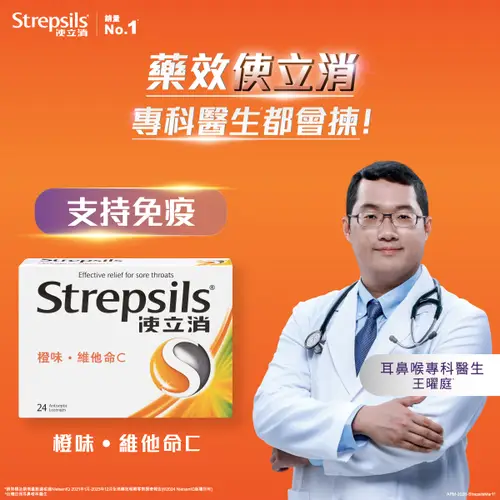 Strepsils®
使立消
銷量
No.1
藥效使立消
專科醫生都會揀!
支持免疫
Effective relief for sore throats
Strepsils®
使立消
橙味・維他命C
24 Antiseptic
Lozenges
橙味・維他命C
耳鼻喉專科醫生
王曜庭